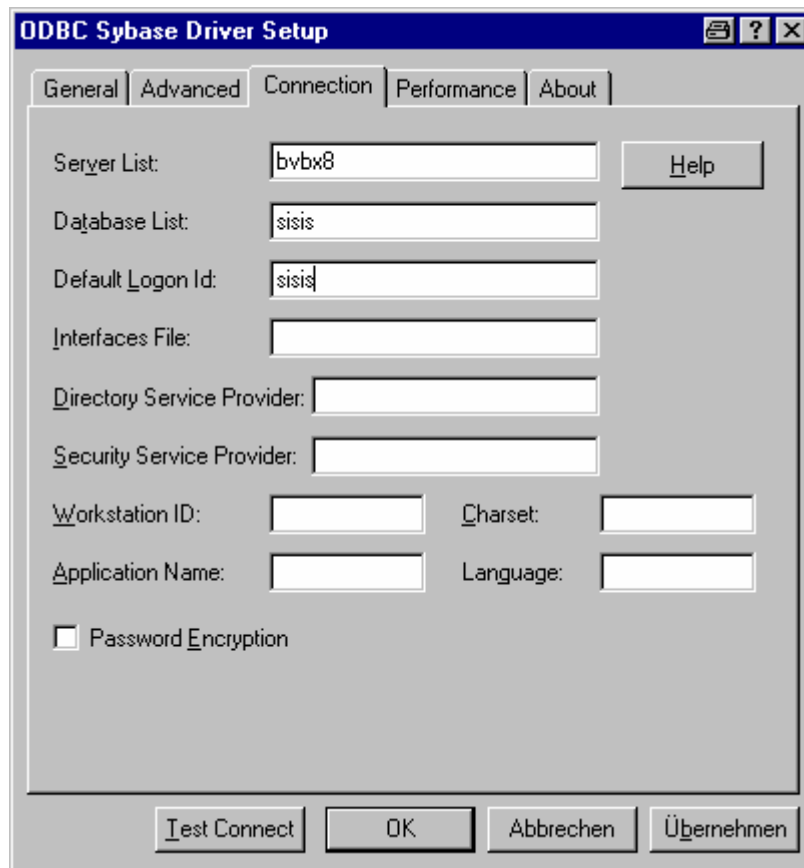 ODBC Sybase Driver Setup
General Advanced Connection Performance About
Server List: bvbx8 Help
Database List: sisis
Default Logon Id: sisis
Interfaces File:
Directory Service Provider:
Security Service Provider:
Workstation ID: Charset:
Application Name: Language:
Password Encryption
Test Connect OK Abbrechen Übernehmen